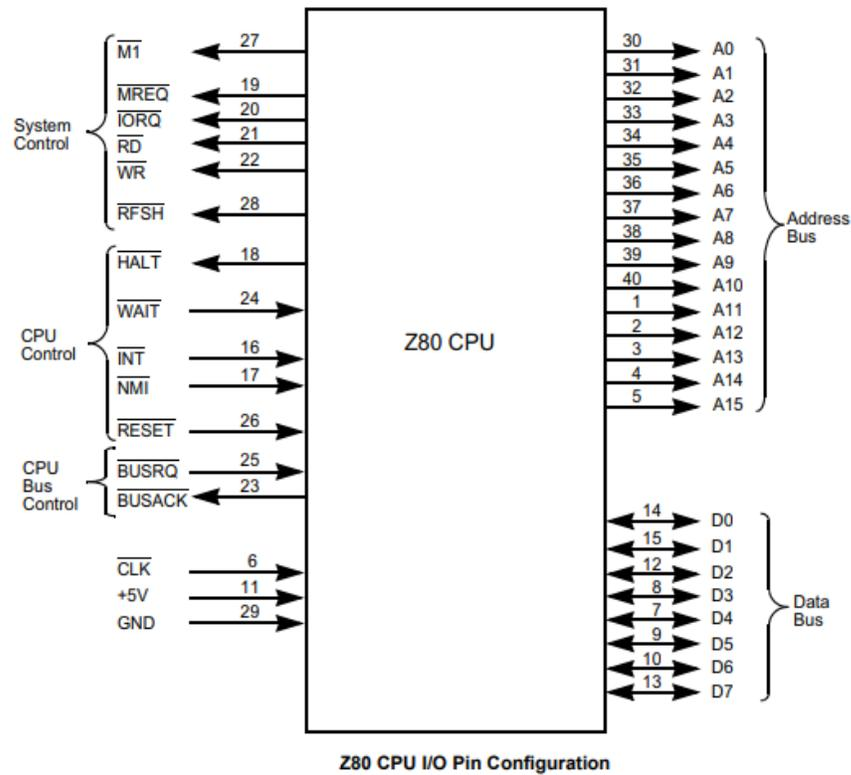 M1 27
MREQ 19
IORQ 20
RD 21
WR 22
RFSH 28
System
Control
HALT 18
WAIT 24
INT 16
NMI 17
RESET 26
CPU
Control
BUSRQ 25
BUSACK 23
CPU
Bus
Control
CLK 6
+5V 11
GND 29
Z80 CPU
30 A0
31 A1
32 A2
33 A3
34 A4
35 A5
36 A6
37 A7
38 A8
39 A9
40 A10
1 A11
2 A12
3 A13
4 A14
5 A15
Address
Bus
14 D0
15 D1
12 D2
8 D3
7 D4
9 D5
10 D6
13 D7
Data
Bus
Z80 CPU I/O Pin Configuration